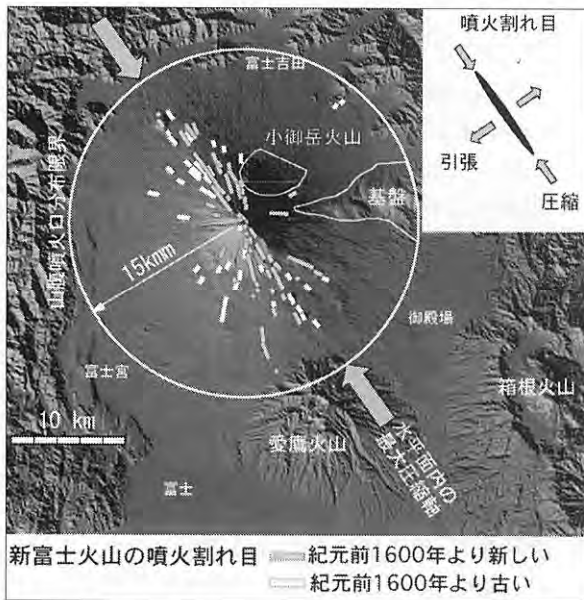 噴火割れ目
引張
圧縮
富士吉田
小御岳火山
基盤
山腹噴火口分布限界
15knm
御殿場
富士宮
箱根火山
10 km
愛鷹火山
水平面内の
最大圧縮軸
富士
新富士火山の噴火割れ目
紀元前1600年より新しい
紀元前1600年より古い